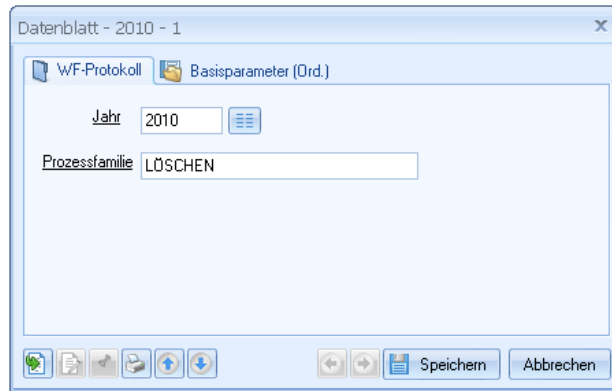 Datenblatt - 2010 - 1
WF-Protokoll Basisparameter (Ord.)
Jahr 2010
Prozessfamilie LÖSCHEN
Speichern Abbrechen